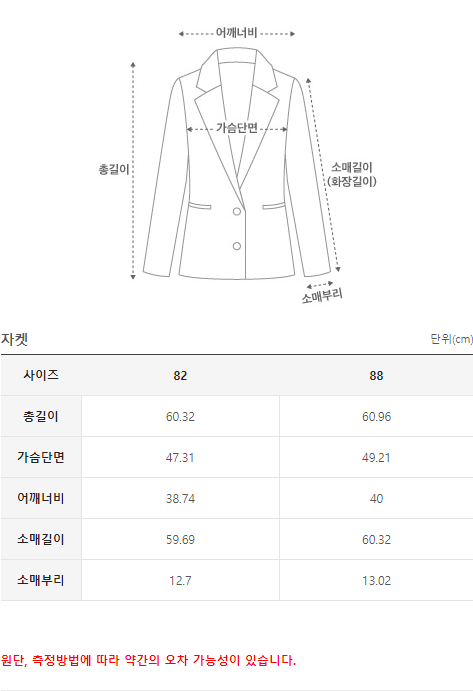 어깨너비
가슴단면
총길이
소매길이
(화장길이)
소매부리
자켓 단위(cm)
사이즈 82 88
총길이 60.32 60.96
가슴단면 47.31 49.21
어깨너비 38.74 40
소매길이 59.69 60.32
소매부리 12.7 13.02
원단, 측정방법에 따라 약간의 오차 가능성이 있습니다.